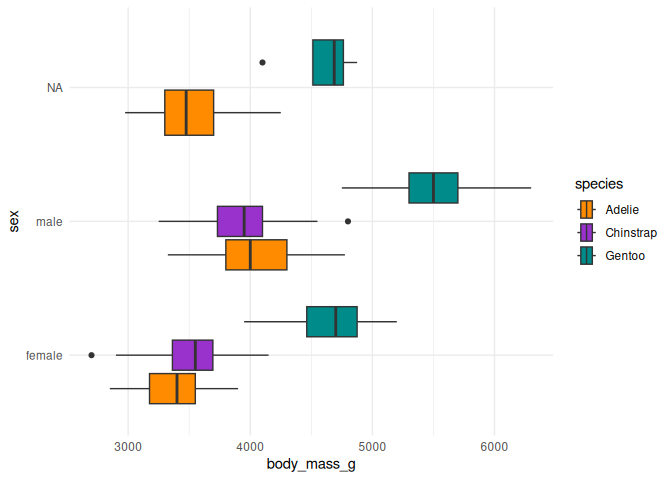 NA
male
female
sex
3000 4000 5000 6000
body_mass_g
species
Adelie
Chinstrap
Gentoo